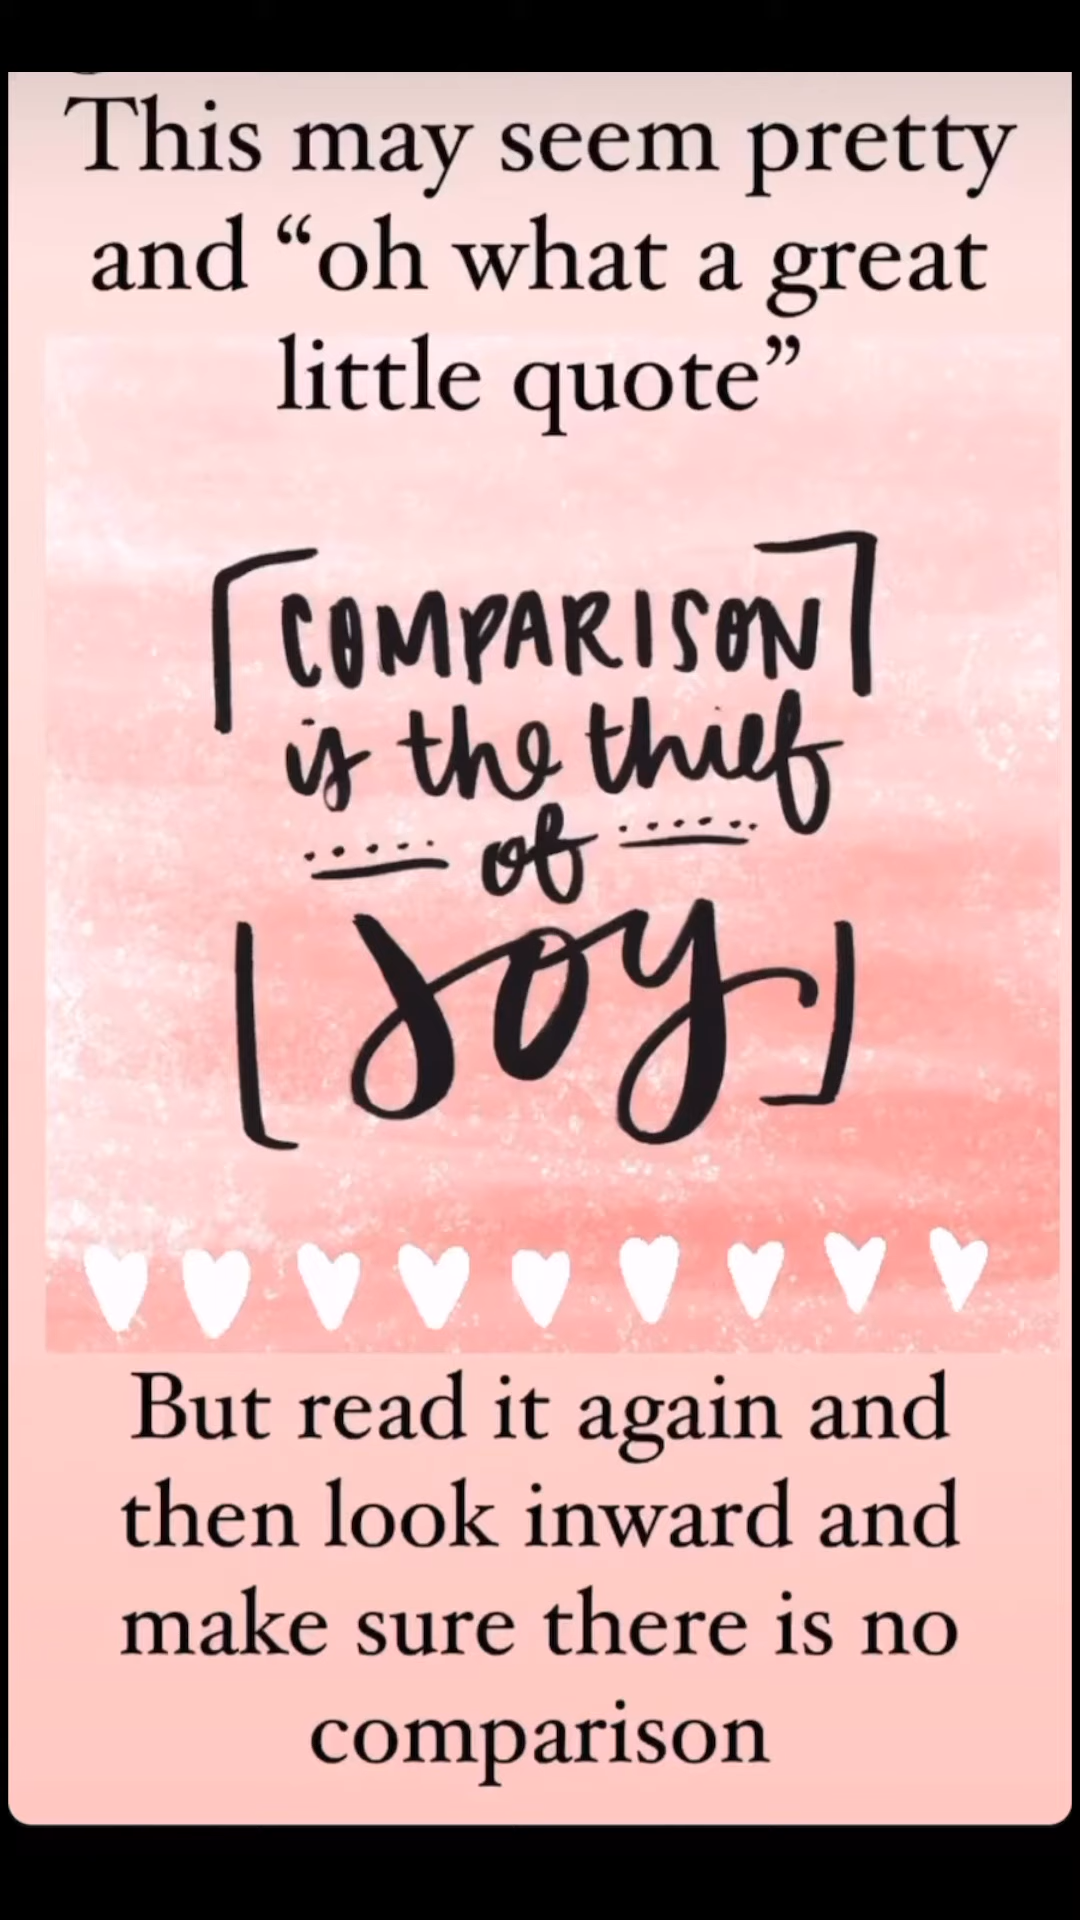 This may seem pretty
and “oh what a great
little quote”
COMPARISON
is the thief
of
JOY
But read it again and
then look inward and
make sure there is no
comparison